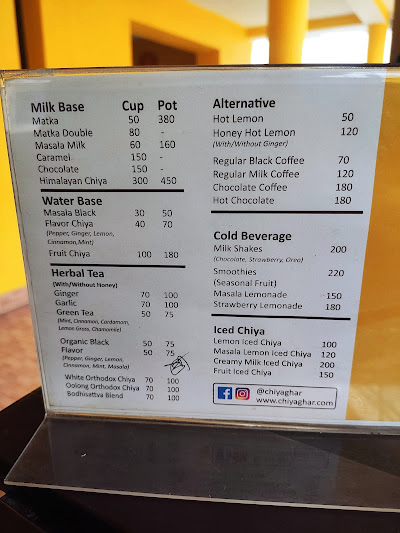 Milk Base Cup Pot
Matka 50 380
Matka Double 80 -
Masala Milk 60 160
Caramel 150 -
Chocolate 150 -
Himalayan Chiya 300 450
Water Base
Masala Black 30 50
Flavor Chiya 40 70
(Pepper, Ginger, Lemon,
Cinnamon,Mint)
Fruit Chiya 100 180
Herbal Tea
(With/Without Honey)
Ginger 70 100
Garlic 70 100
Green Tea 50 75
(Mint, Cinnamon, Cardamom,
Lemon Grass, Chamomile)
Organic Black 50 75
Flavor 50 75
(Pepper, Ginger, Lemon,
Cinnamon, Mint, Masala)
White Orthodox Chiya 70 100
Oolong Orthodox Chiya 70 100
Bodhisattva Blend 70 100
Alternative
Hot Lemon 50
Honey Hot Lemon 120
(With/Without Ginger)
Regular Black Coffee 70
Regular Milk Coffee 120
Chocolate Coffee 180
Hot Chocolate 180
Cold Beverage
Milk Shakes 200
(Chocolate, Strawberry, Oreo)
Smoothies 220
(Seasonal Fruit)
Masala Lemonade 150
Strawberry Lemonade 180
Iced Chiya
Lemon Iced Chiya 100
Masala Lemon Iced Chiya 120
Creamy Milk Iced Chiya 200
Fruit Iced Chiya 150
@chiyaghar
www.chiyaghar.com